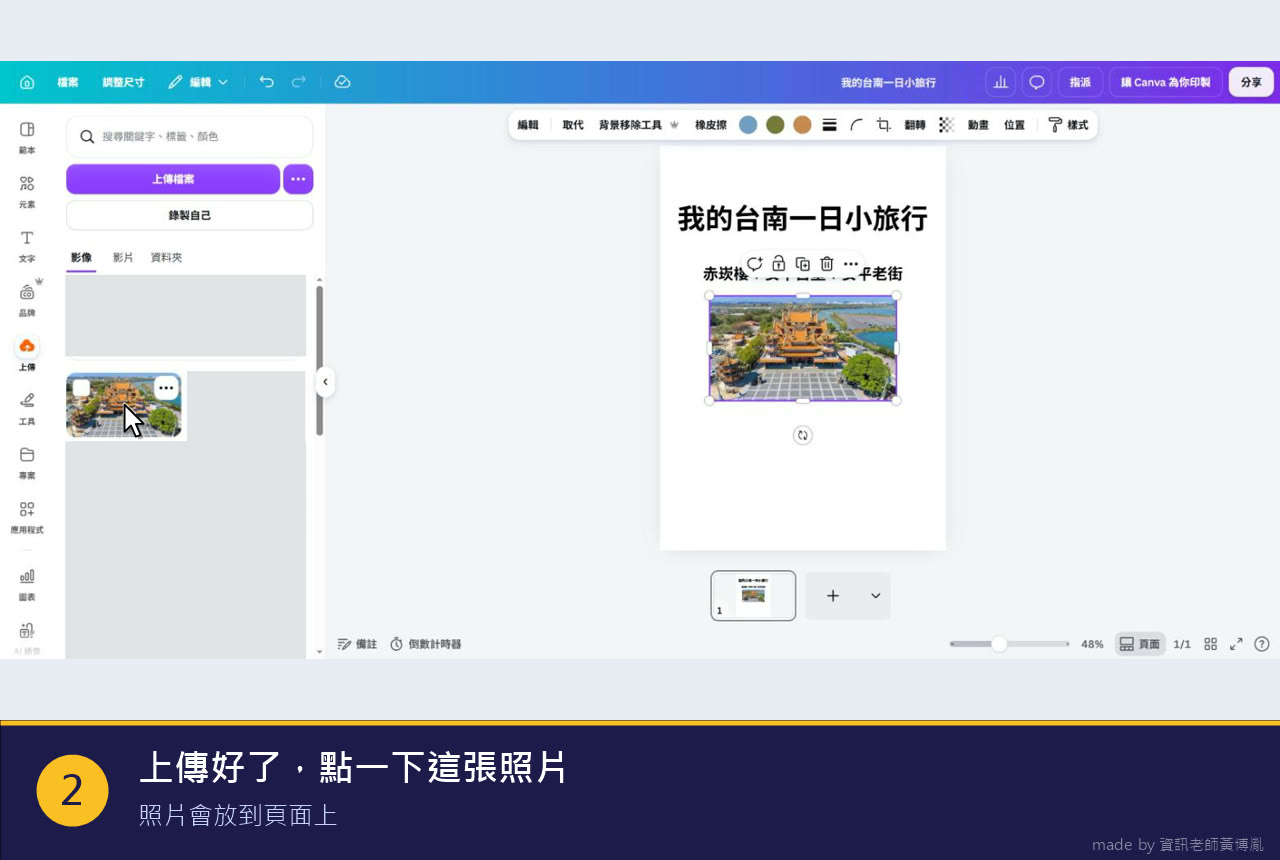 檔案 調整尺寸 編輯 我的台南一日小旅行 指派 讓 Canva 為你印製 分享
搜尋關鍵字、標籤、顏色
編輯 取代 背景移除工具 橡皮擦 翻轉 動畫 位置 樣式
範本
上傳檔案
元素
錄製自己
文字
影像 影片 資料夾
品牌
上傳
工具
專案
應用程式
圖表
AI 語音
我的台南一日小旅行
赤崁樓
平老街
1
備註 倒數計時器 48% 頁面 1/1
2
上傳好了，點一下這張照片
照片會放到頁面上
made by 資訊老師黃博胤